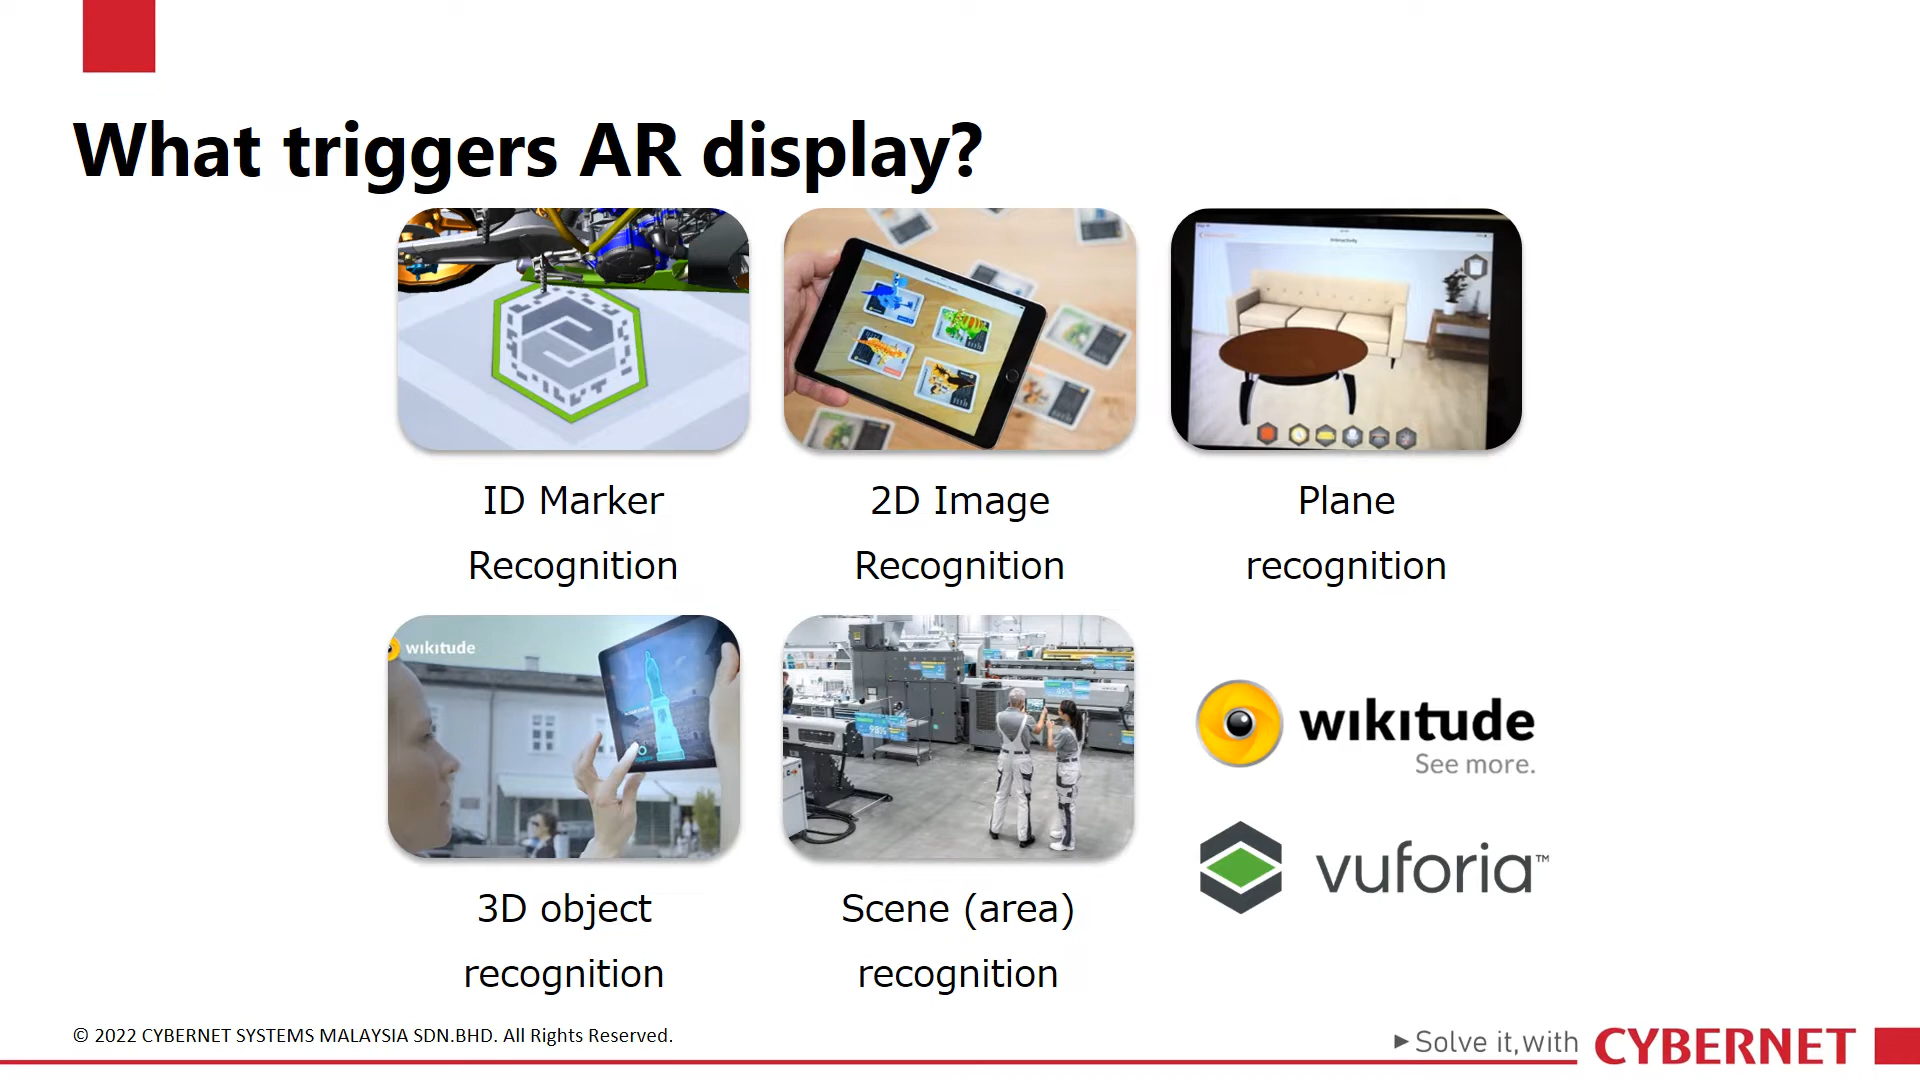 What triggers AR display?
ID Marker
Recognition
2D Image
Recognition
Plane
recognition
wikitude
98%
3D object
recognition
Scene (area)
recognition
wikitude
See more.
vuforia™
© 2022 CYBERNET SYSTEMS MALAYSIA SDN.BHD. All Rights Reserved.
►Solve it,with CYBERNET